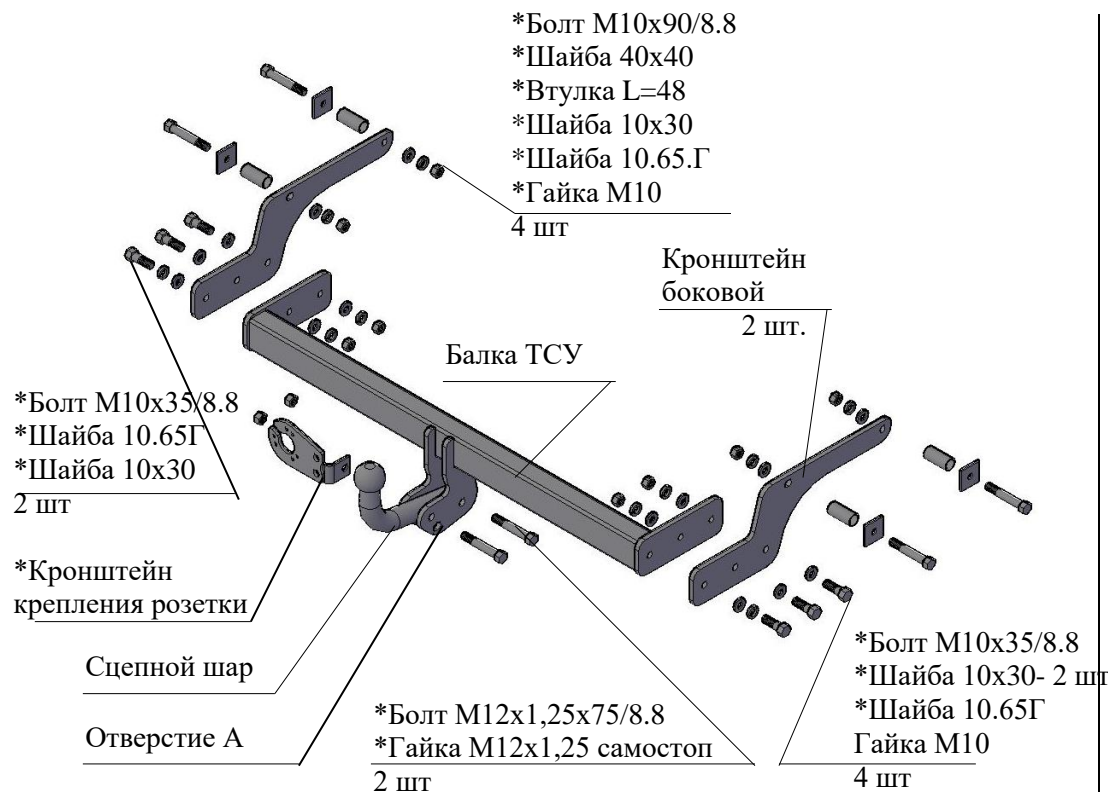 *Болт М10х90/8.8
*Шайба 40х40
*Втулка L=48
*Шайба 10х30
*Шайба 10.65.Г
*Гайка М10
4 шт
Кронштейн
боковой
2 шт.
Балка ТСУ
*Болт М10х35/8.8
*Шайба 10.65Г
*Шайба 10х30
2 шт
*Кронштейн
крепления розетки
Сцепной шар
Отверстие А
*Болт М12х1,25х75/8.8
*Гайка М12х1,25 самостоп
2 шт
*Болт М10х35/8.8
*Шайба 10х30- 2 шт
*Шайба 10.65Г
Гайка М10
4 шт